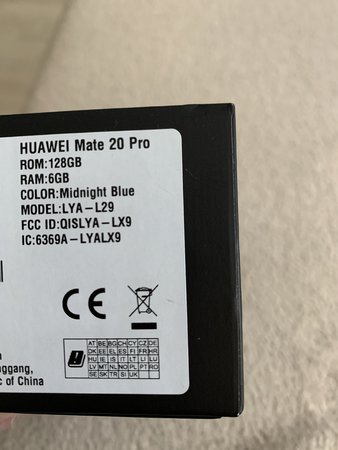 HUAWEI Mate 20 Pro
ROM:128GB
RAM:6GB
COLOR:Midnight Blue
MODEL:LYA-L29
FCC ID:QISLYA-LX9
IC:6369A-LYALX9
CE
AT BE BG CH CY CZ DE
DK EE EL ES FI FR HR
HU IE IS IT LI LT LU
LV MT NL NO PL PT RO
SE SK TR SI UK
nggang,
c of China